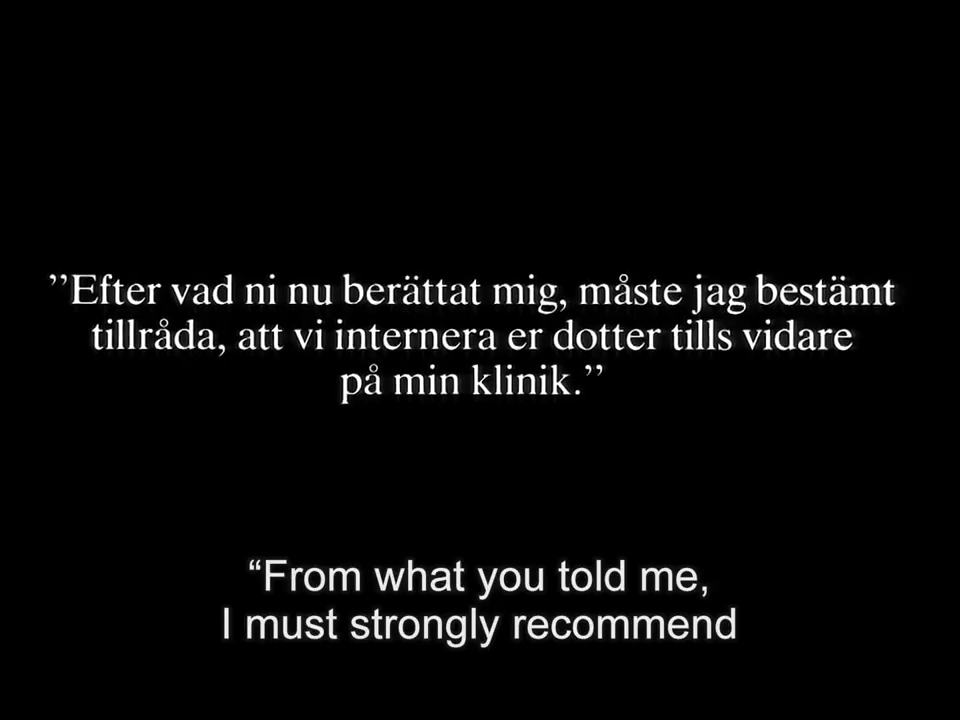 ”Efter vad ni nu berättat mig, måste jag bestämt
tillråda, att vi internera er dotter tills vidare
på min klinik.”
“From what you told me,
I must strongly recommend